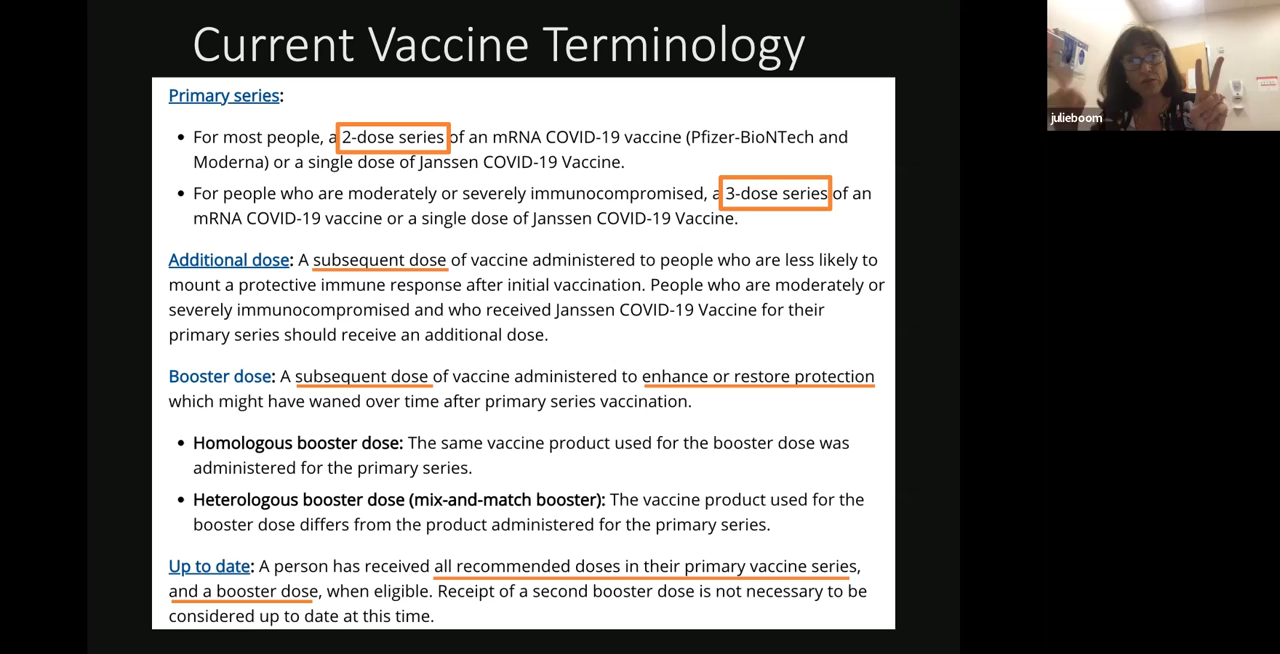 Current Vaccine Terminology
julieboom
Primary series:
• For most people, a 2-dose series of an mRNA COVID-19 vaccine (Pfizer-BioNTech and
Moderna) or a single dose of Janssen COVID-19 Vaccine.
• For people who are moderately or severely immunocompromised, a 3-dose series of an
mRNA COVID-19 vaccine or a single dose of Janssen COVID-19 Vaccine.
Additional dose: A subsequent dose of vaccine administered to people who are less likely to
mount a protective immune response after initial vaccination. People who are moderately or
severely immunocompromised and who received Janssen COVID-19 Vaccine for their
primary series should receive an additional dose.
Booster dose: A subsequent dose of vaccine administered to enhance or restore protection
which might have waned over time after primary series vaccination.
• Homologous booster dose: The same vaccine product used for the booster dose was
administered for the primary series.
• Heterologous booster dose (mix-and-match booster): The vaccine product used for the
booster dose differs from the product administered for the primary series.
Up to date: A person has received all recommended doses in their primary vaccine series,
and a booster dose, when eligible. Receipt of a second booster dose is not necessary to be
considered up to date at this time.